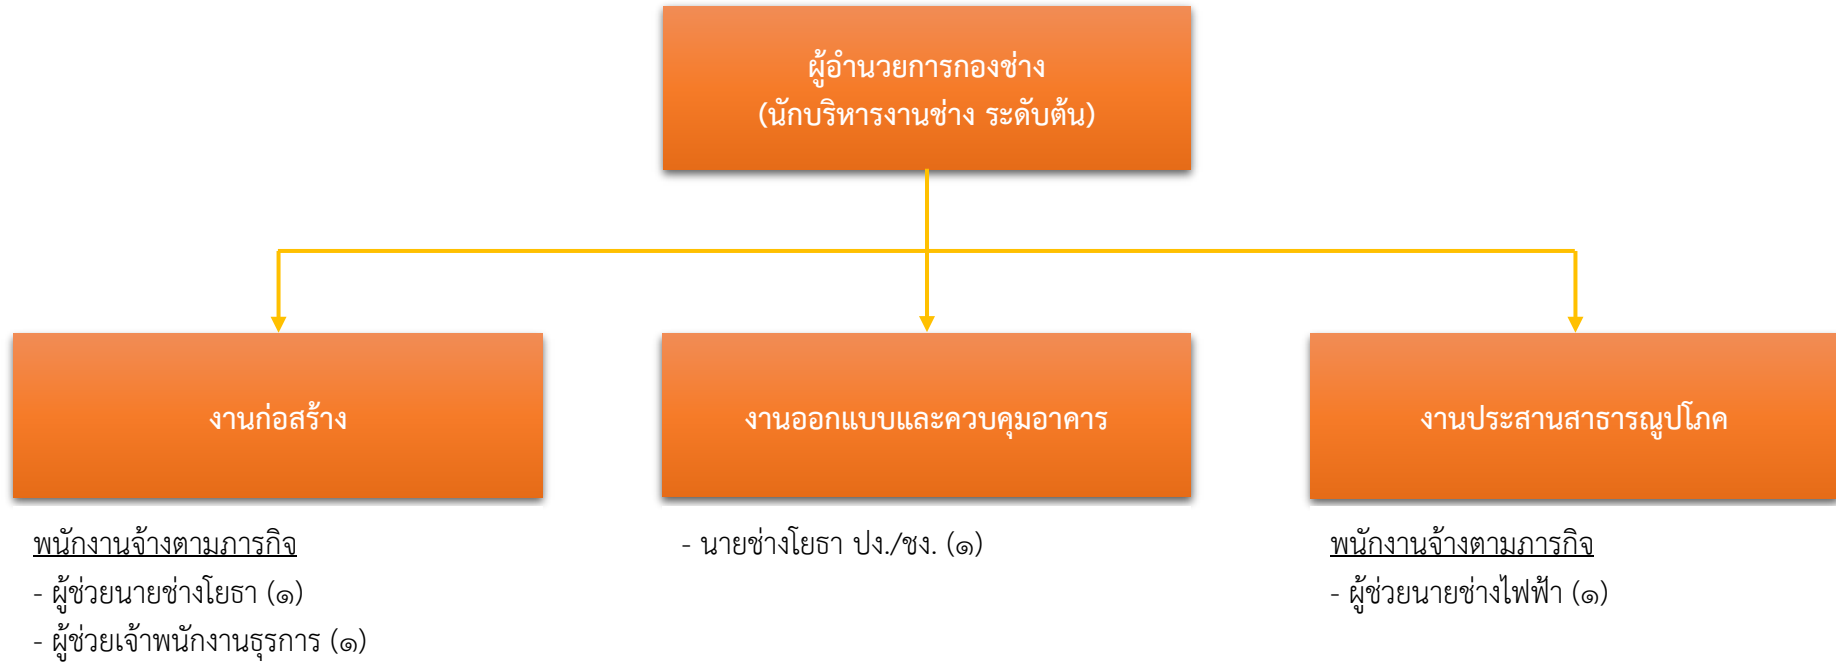 ผู้อำนวยการกองช่าง
(นักบริหารงานช่าง ระดับต้น)
งานก่อสร้าง
พนักงานจ้างตามภารกิจ
- ผู้ช่วยนายช่างโยธา (๑)
- ผู้ช่วยเจ้าพนักงานธุรการ (๑)
งานออกแบบและควบคุมอาคาร
- นายช่างโยธา ปง./ชง. (๑)
งานประสานสาธารณูปโภค
พนักงานจ้างตามภารกิจ
- ผู้ช่วยนายช่างไฟฟ้า (๑)